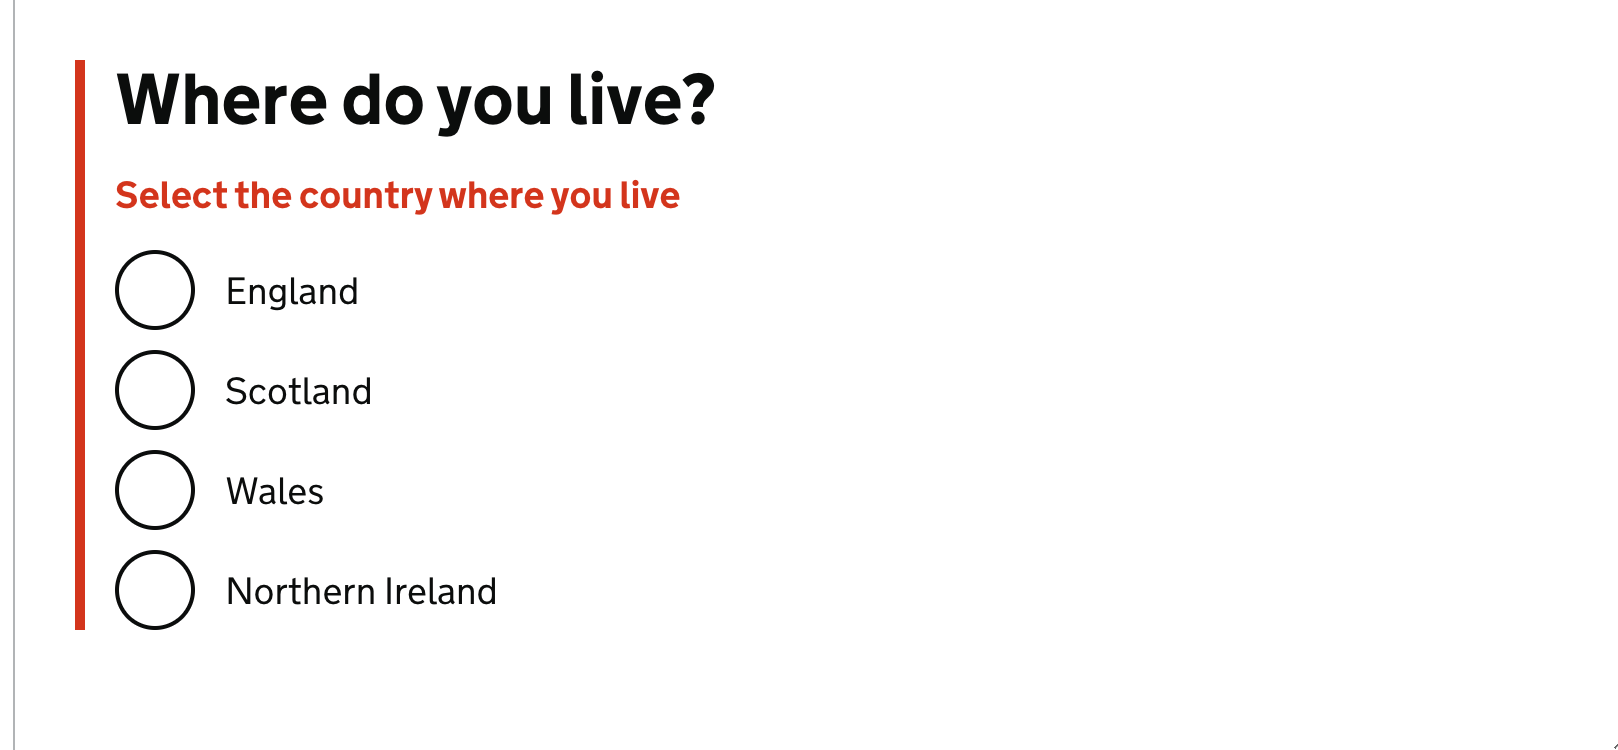 Where do you live?
Select the country where you live
England
Scotland
Wales
Northern Ireland